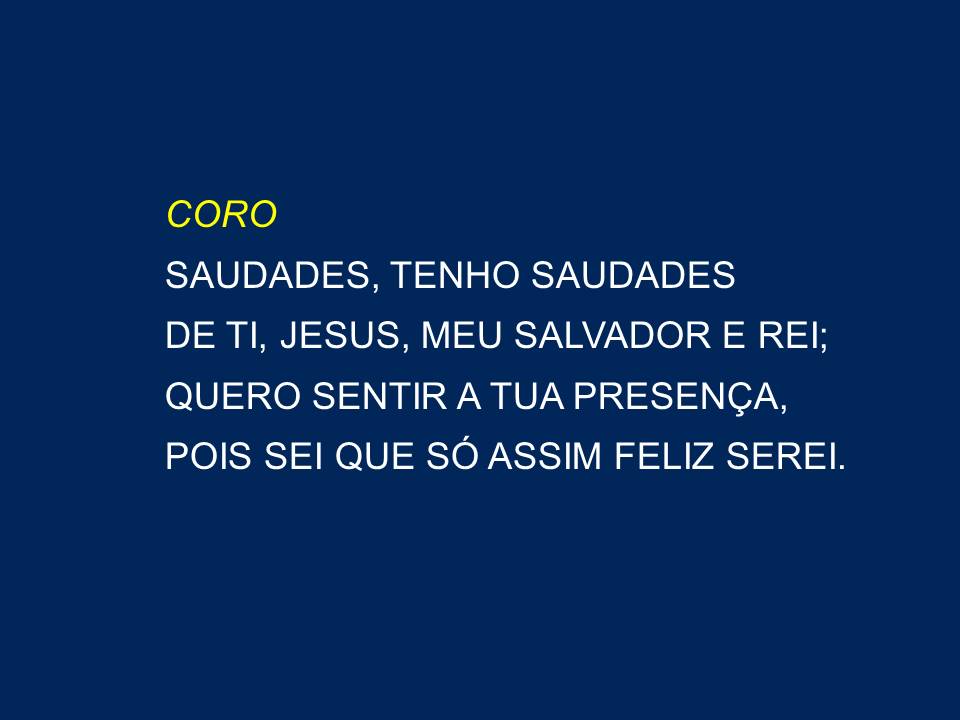 CORO
SAUDADES, TENHO SAUDADES
DE TI, JESUS, MEU SALVADOR E REI;
QUERO SENTIR A TUA PRESENÇA,
POIS SEI QUE SÓ ASSIM FELIZ SEREI.